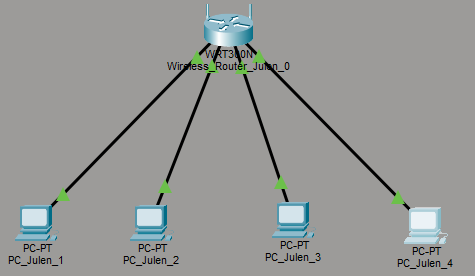 WRT300N
Wireless_Router_Julen_0
PC-PT
PC_Julen_1
PC-PT
PC_Julen_2
PC-PT
PC_Julen_3
PC-PT
PC_Julen_4